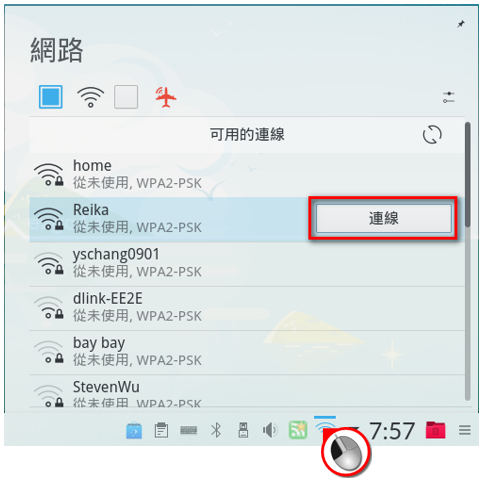 網路
可用的連線
home
從未使用, WPA2-PSK
Reika
從未使用, WPA2-PSK
連線
yschang0901
從未使用, WPA2-PSK
dlink-EE2E
從未使用, WPA2-PSK
bay bay
從未使用, WPA2-PSK
StevenWu
從未使用, WPA2-PSK
7:57